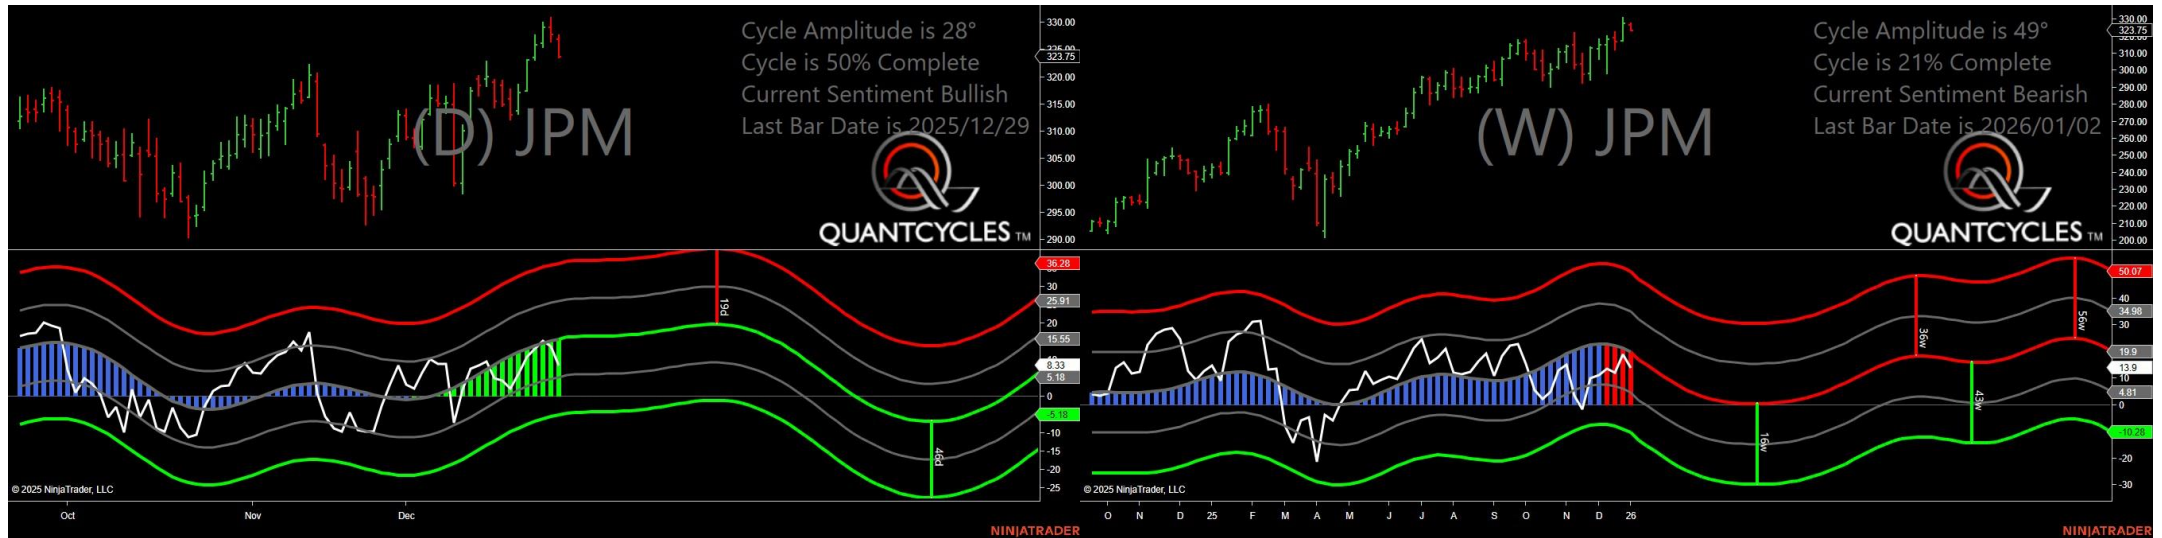 Cycle Amplitude is 28°
Cycle is 50% Complete
Current Sentiment Bullish
Last Bar Date is 2025/12/29
(D) JPM
QUANTCYCLES TM
330.00
325.00
323.75
320.00
315.00
310.00
305.00
300.00
295.00
290.00
36.28
30
25.91
20
15.55
8.33
5.18
0
-5.18
-10
-15
-20
-25
19d
46d
© 2025 NinjaTrader, LLC
Oct
Nov
Dec
NINJATRADER
Cycle Amplitude is 49°
Cycle is 21% Complete
Current Sentiment Bearish
Last Bar Date is 2026/01/02
(W) JPM
QUANTCYCLES TM
330.00
323.75
310.00
300.00
290.00
280.00
270.00
260.00
250.00
240.00
230.00
220.00
210.00
200.00
50.07
40
34.98
30
19.9
13.9
10
4.81
0
-10.28
-20
-30
16w
36w
43w
56w
© 2025 NinjaTrader, LLC
O
N
D
25
F
M
A
M
J
J
A
S
O
N
D
26
NINJATRADER